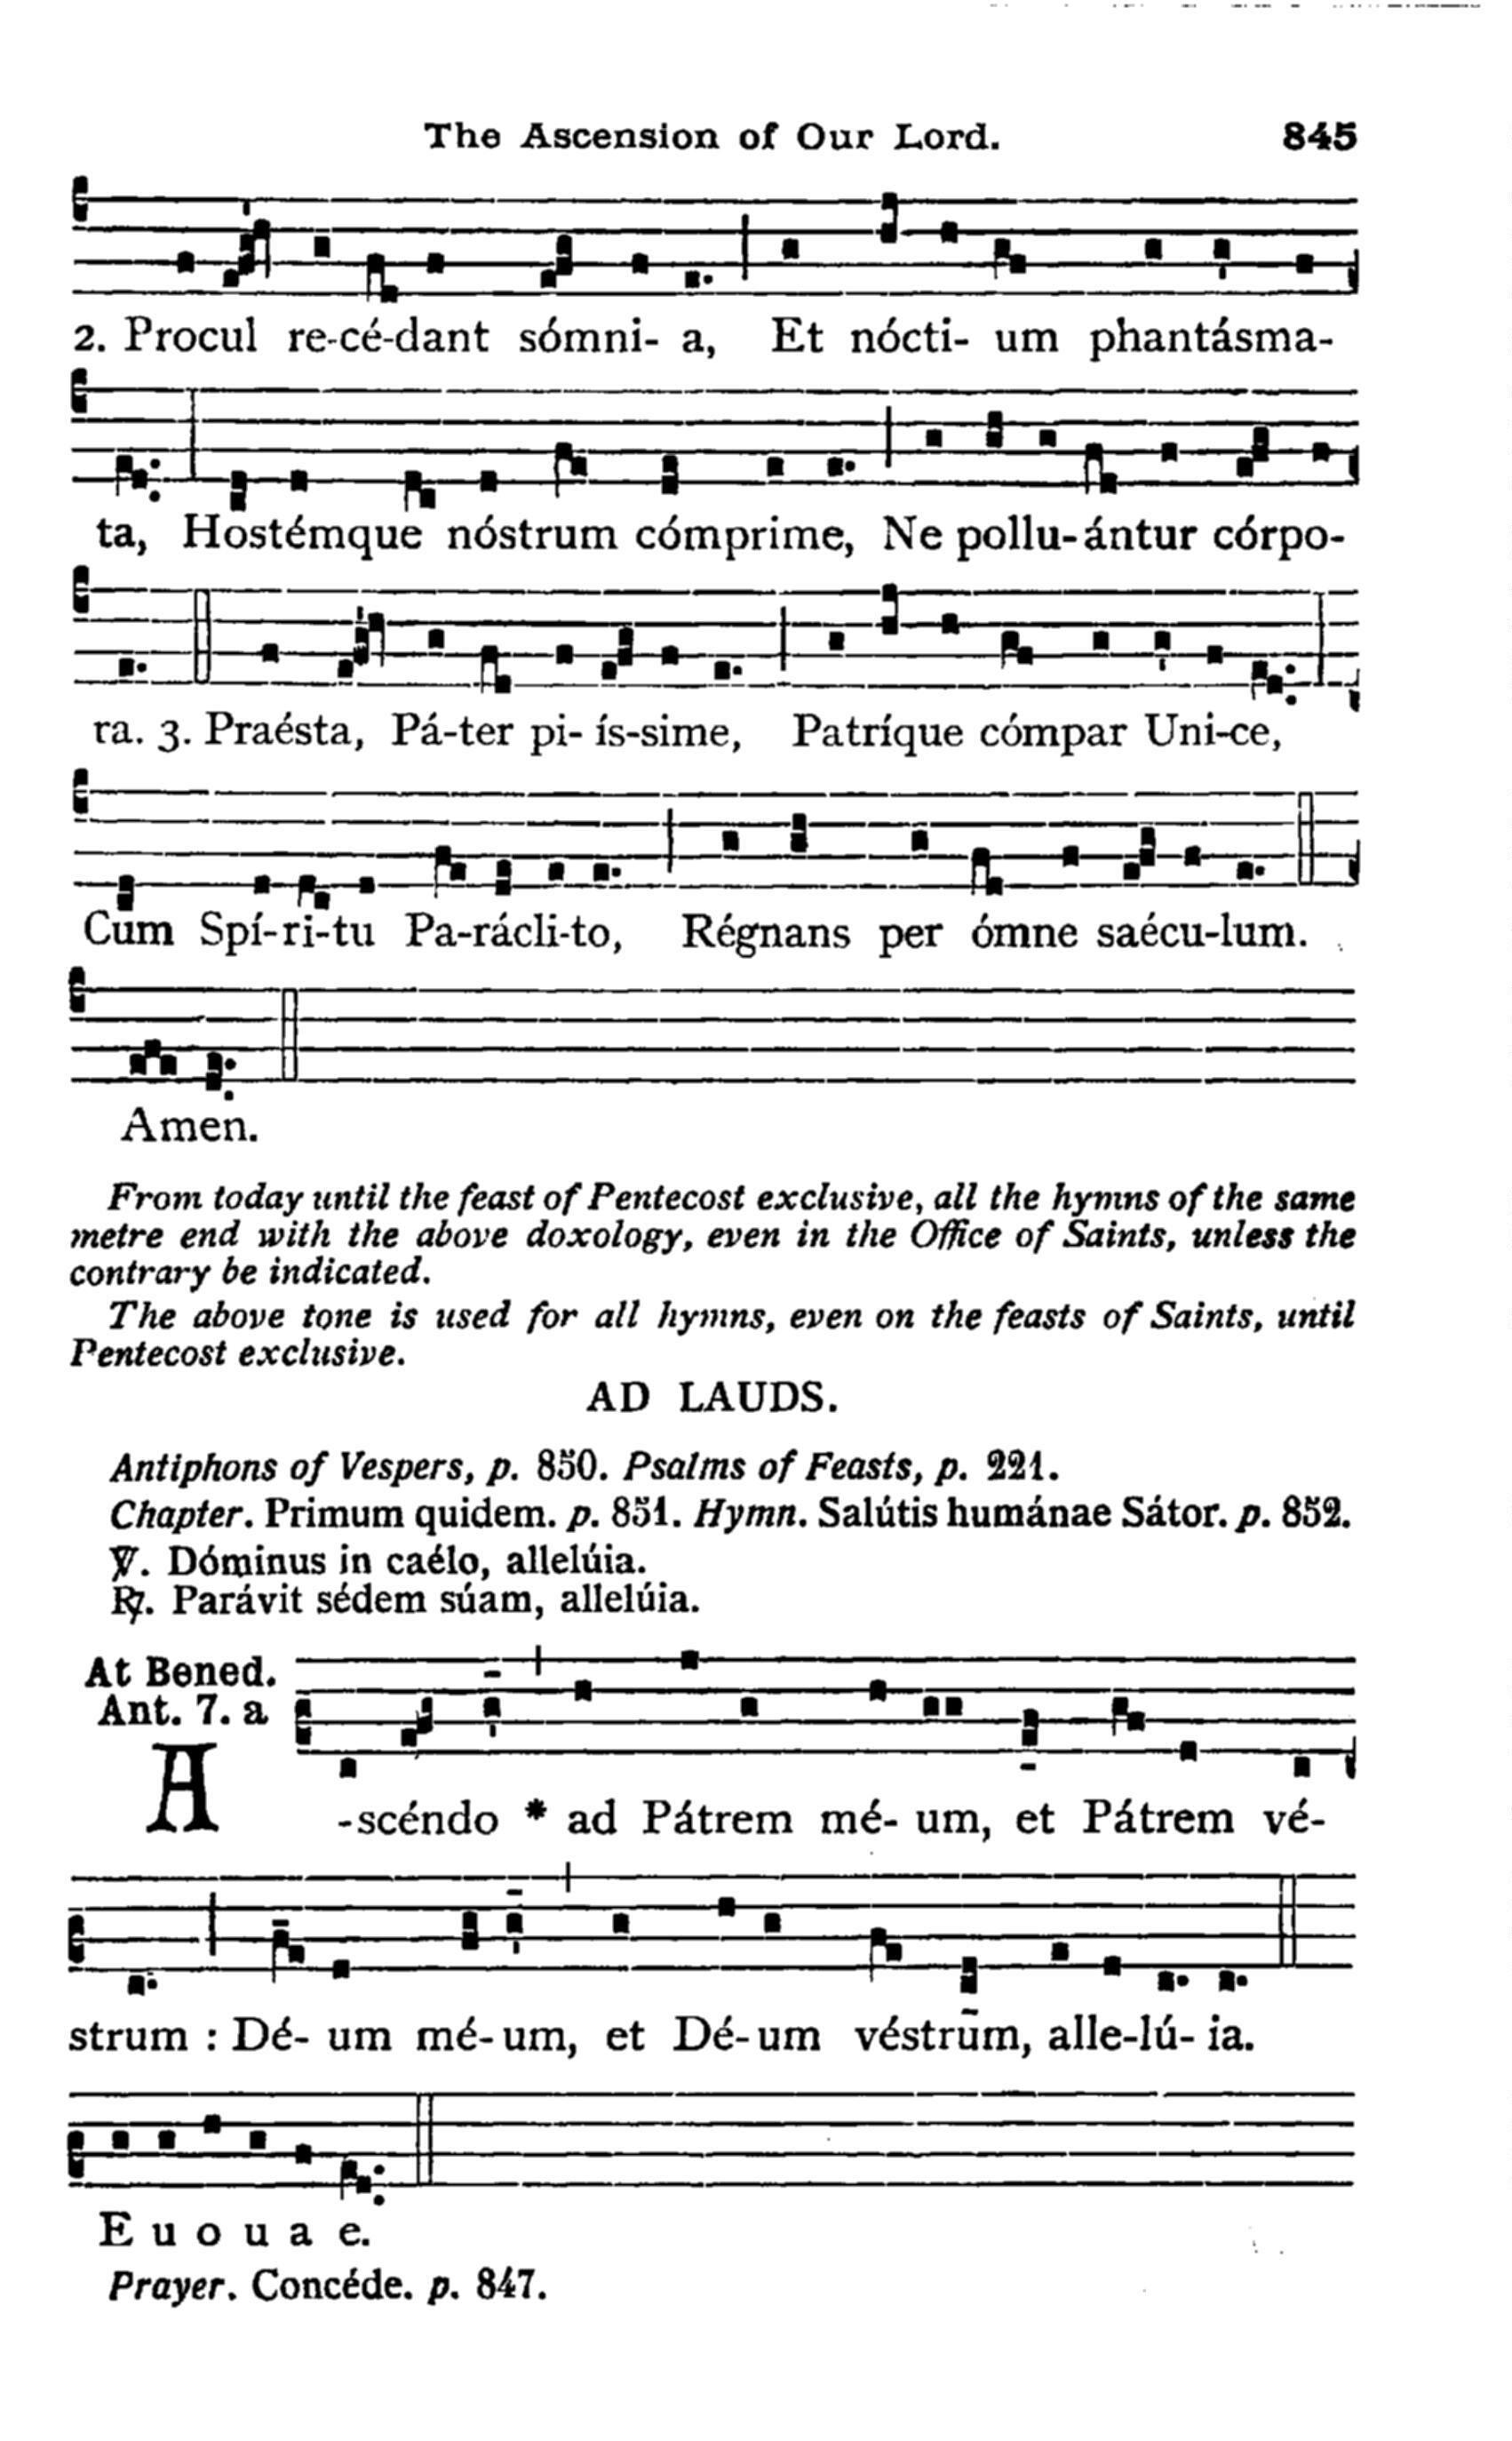 The Ascension of Our Lord. 845
2. Procul re-cé-dant sómni- a, Et nócti- um phantásma-
ta, Hostémque nóstrum cómprime, Ne pollu-ántur córpo-
ra. 3. Praésta, Pá-ter pi- ís-sime, Patríque cómpar Uni-ce,
Cum Spí-ri-tu Pa-rácli-to, Régnans per ómne saécu-lum.
Amen.
From today until the feast of Pentecost exclusive, all the hymns of the same
metre end with the above doxology, even in the Office of Saints, unless the
contrary be indicated.
The above tone is used for all hymns, even on the feasts of Saints, until
Pentecost exclusive.
AD LAUDS.
Antiphons of Vespers, p. 850. Psalms of Feasts, p. 221.
Chapter. Primum quidem. p. 851. Hymn. Salútis humánae Sátor. p. 852.
℣. Dóminus in caélo, allelúia.
℟. Parávit sédem súam, allelúia.
At Bened.
Ant. 7. a
A-scéndo * ad Pátrem mé- um, et Pátrem vé-
strum : Dé- um mé-um, et Dé-um véstrum, alle-lú- ia.
E u o u a e.
Prayer. Concéde. p. 847.